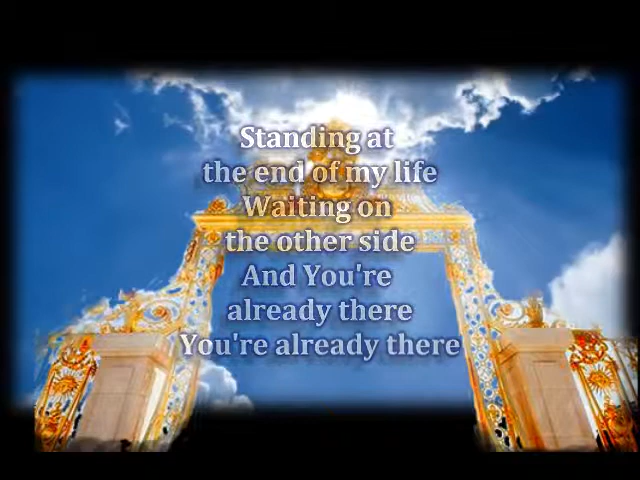 Standing at
the end of my life
Waiting on
the other side
And You're
already there
You're already there